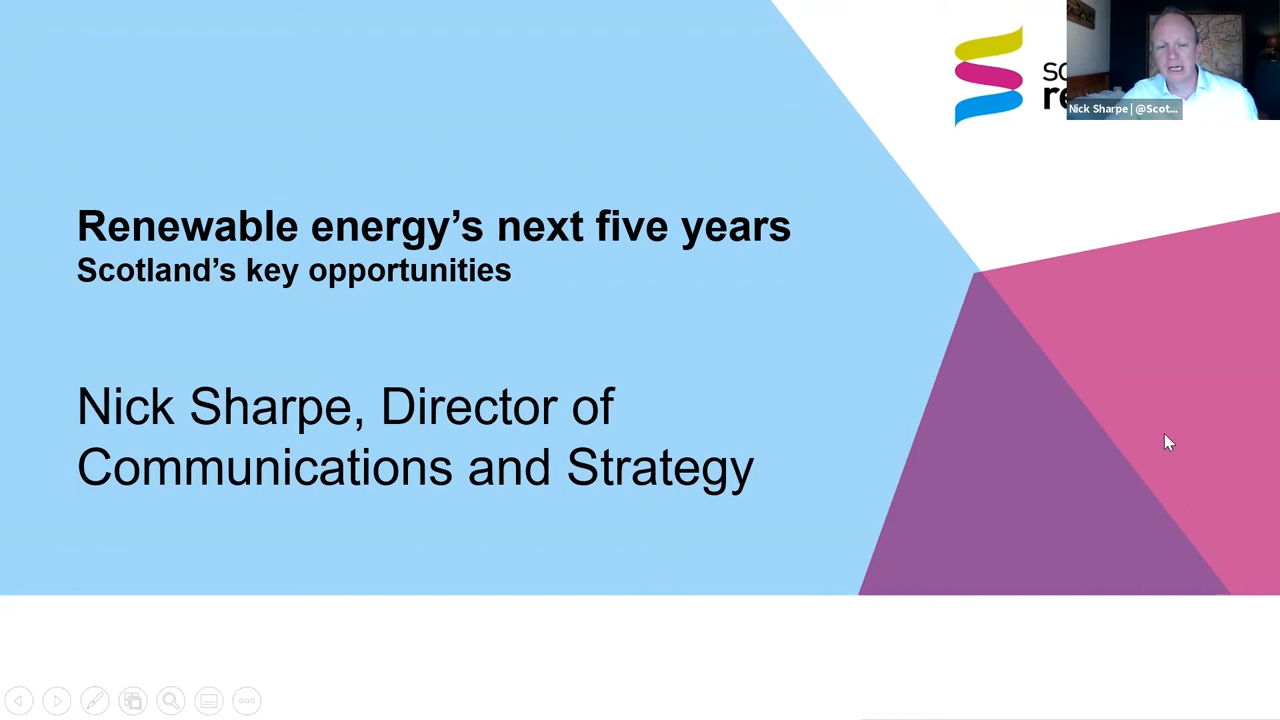 Renewable energy’s next five years
Scotland’s key opportunities
Nick Sharpe, Director of
Communications and Strategy
Nick Sharpe | @Scot...